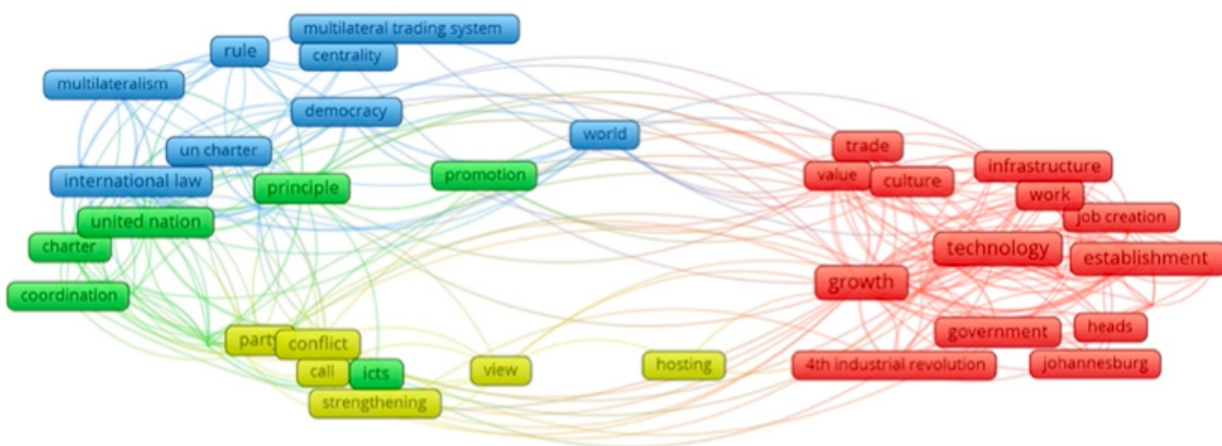 multilateral trading system
rule
centrality
multilateralism
democracy
world
un charter
trade
infrastructure
international law
principle
promotion
value
culture
work
united nation
job creation
charter
technology
establishment
coordination
growth
party
conflict
government
heads
call
icts
view
hosting
4th industrial revolution
johannesburg
strengthening